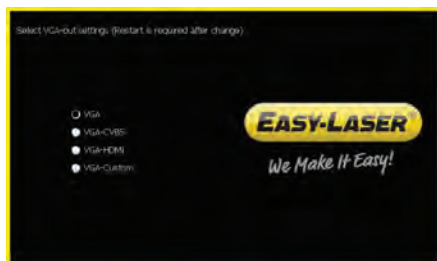 Select VGA-out settings (Restart is required after change)
VGA
VGA-CVBS
VGA-HDMI
VGA-Custom
EASY-LASER®
We Make It Easy!